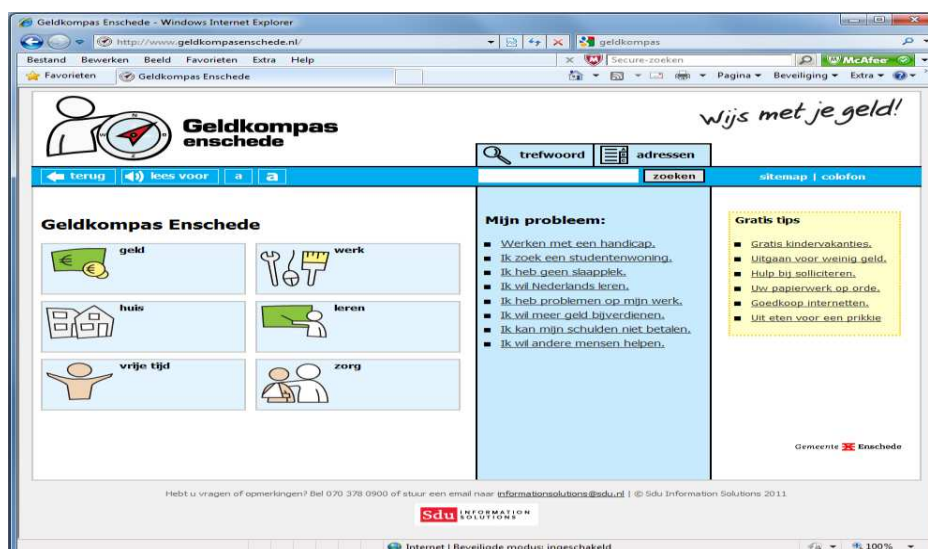 Geldkompas Enschede - Windows Internet Explorer
http://www.geldkompasenschede.nl/
geldkompas
Bestand Bewerken Beeld Favorieten Extra Help
Secure-zoeken
McAfee
Favorieten
Geldkompas Enschede
Pagina Beveiliging Extra
Geldkompas
enschede
Wijs met je geld!
trefwoord
adressen
terug
lees voor
a
a
zoeken
sitemap | colofon
Geldkompas Enschede
geld
werk
huis
leren
vrije tijd
zorg
Mijn probleem:
Werken met een handicap.
Ik zoek een studentenwoning.
Ik heb geen slaapplek.
Ik wil Nederlands leren.
Ik heb problemen op mijn werk.
Ik wil meer geld bijverdienen.
Ik kan mijn schulden niet betalen.
Ik wil andere mensen helpen.
Gratis tips
Gratis kindervakanties.
Uitgaan voor weinig geld.
Hulp bij solliciteren.
Uw papierwerk op orde.
Goedkoop internetten.
Uit eten voor een prikkie
Gemeente Enschede
Hebt u vragen of opmerkingen? Bel 070 378 0900 of stuur een email naar informationsolutions@sdu.nl | © Sdu Information Solutions 2011
Sdu INFORMATION
SOLUTIONS
Internet | Beveiligde modus: ingeschakeld
100%